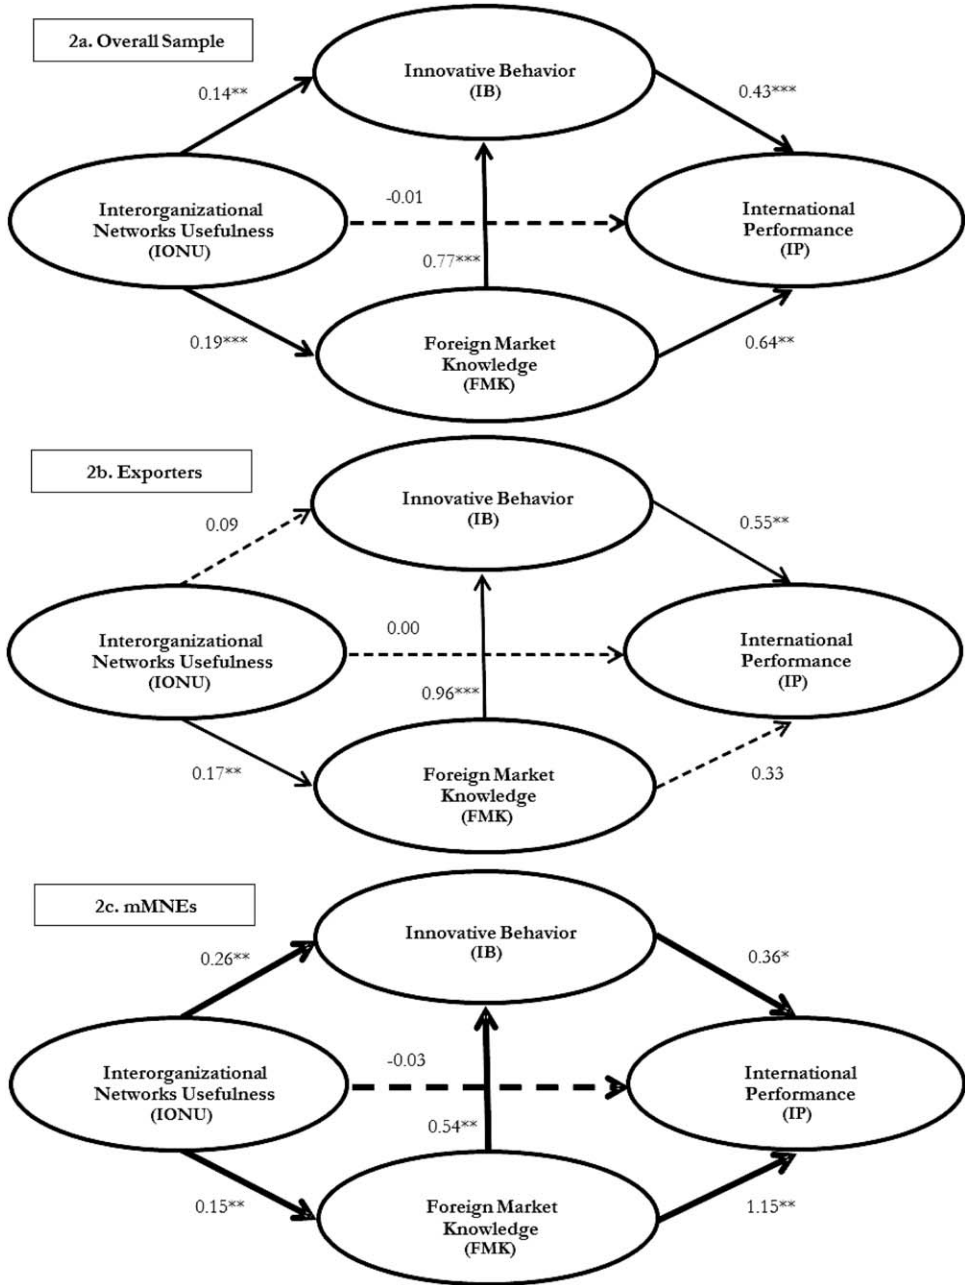 2a. Overall Sample
Innovative Behavior
(IB)
0.14**
0.43***
Interorganizational
Networks Usefulness
(IONU)
-0.01
International
Performance
(IP)
0.77***
0.19***
Foreign Market
Knowledge
(FMK)
0.64**
2b. Exporters
Innovative Behavior
(IB)
0.09
0.55**
Interorganizational
Networks Usefulness
(IONU)
0.00
International
Performance
(IP)
0.96***
0.17**
Foreign Market
Knowledge
(FMK)
0.33
2c. mMNEs
Innovative Behavior
(IB)
0.26**
0.36*
Interorganizational
Networks Usefulness
(IONU)
-0.03
International
Performance
(IP)
0.54**
0.15**
Foreign Market
Knowledge
(FMK)
1.15**